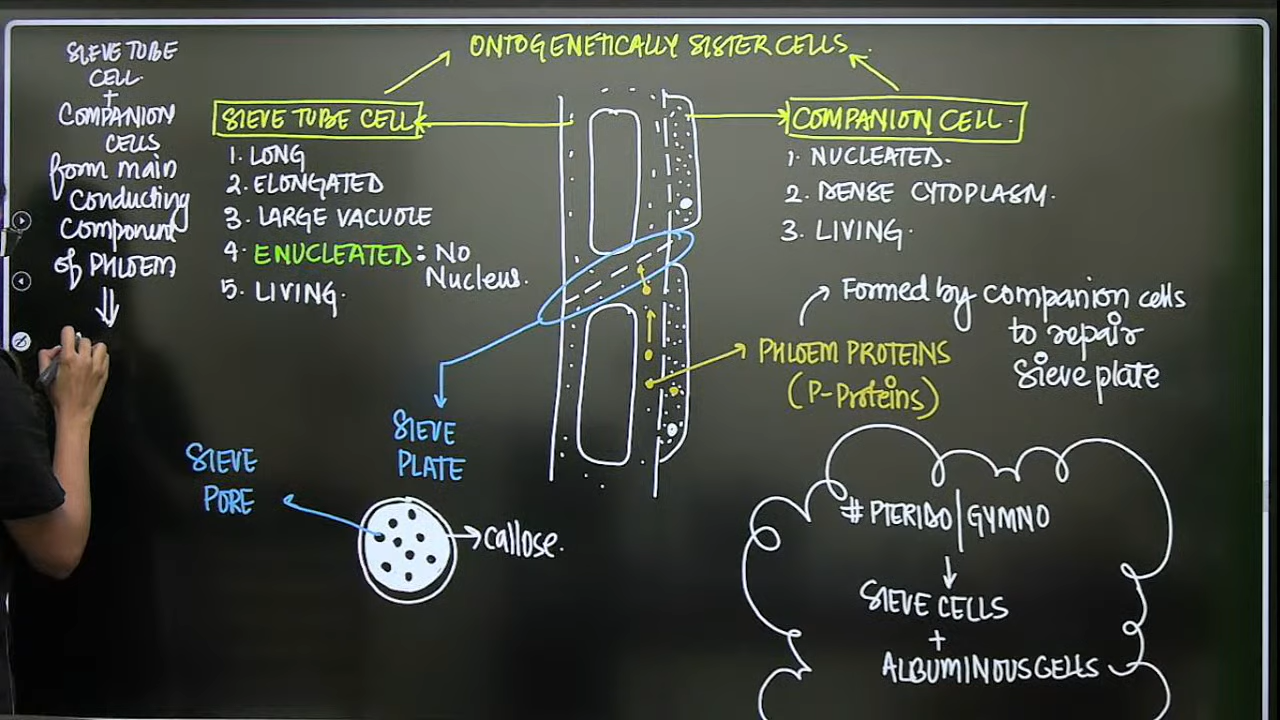 ONTOGENETICALLY SISTER CELLS
SIEVE TUBE
CELL
+
COMPANION
CELLS
form main
conducting
component
of PHLOEM
SIEVE TUBE CELL
1. LONG
2. ELONGATED
3. LARGE VACUOLE
4. ENUCLEATED : NO
Nucleus.
5. LIVING.
COMPANION CELL.
1. NUCLEATED.
2. DENSE CYTOPLASM.
3. LIVING.
Formed by companion cells
to repair
Sieve plate
PHLOEM PROTEINS
(P-Proteins)
SIEVE
PLATE
SIEVE
PORE
callose.
# PTERIDO | GYMNO
SIEVE CELLS
+
ALBUMINOUS CELLS